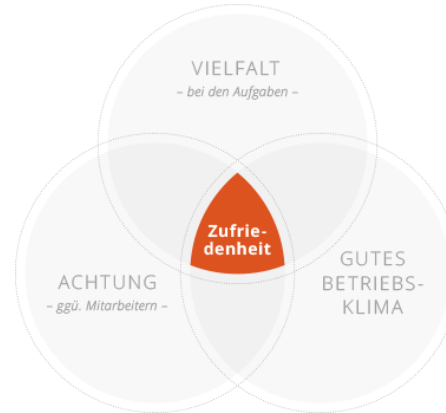 VIELFALT
– bei den Aufgaben –
Zufrie-
denheit
ACHTUNG
– ggü. Mitarbeitern –
GUTES
BETRIEBS-
KLIMA